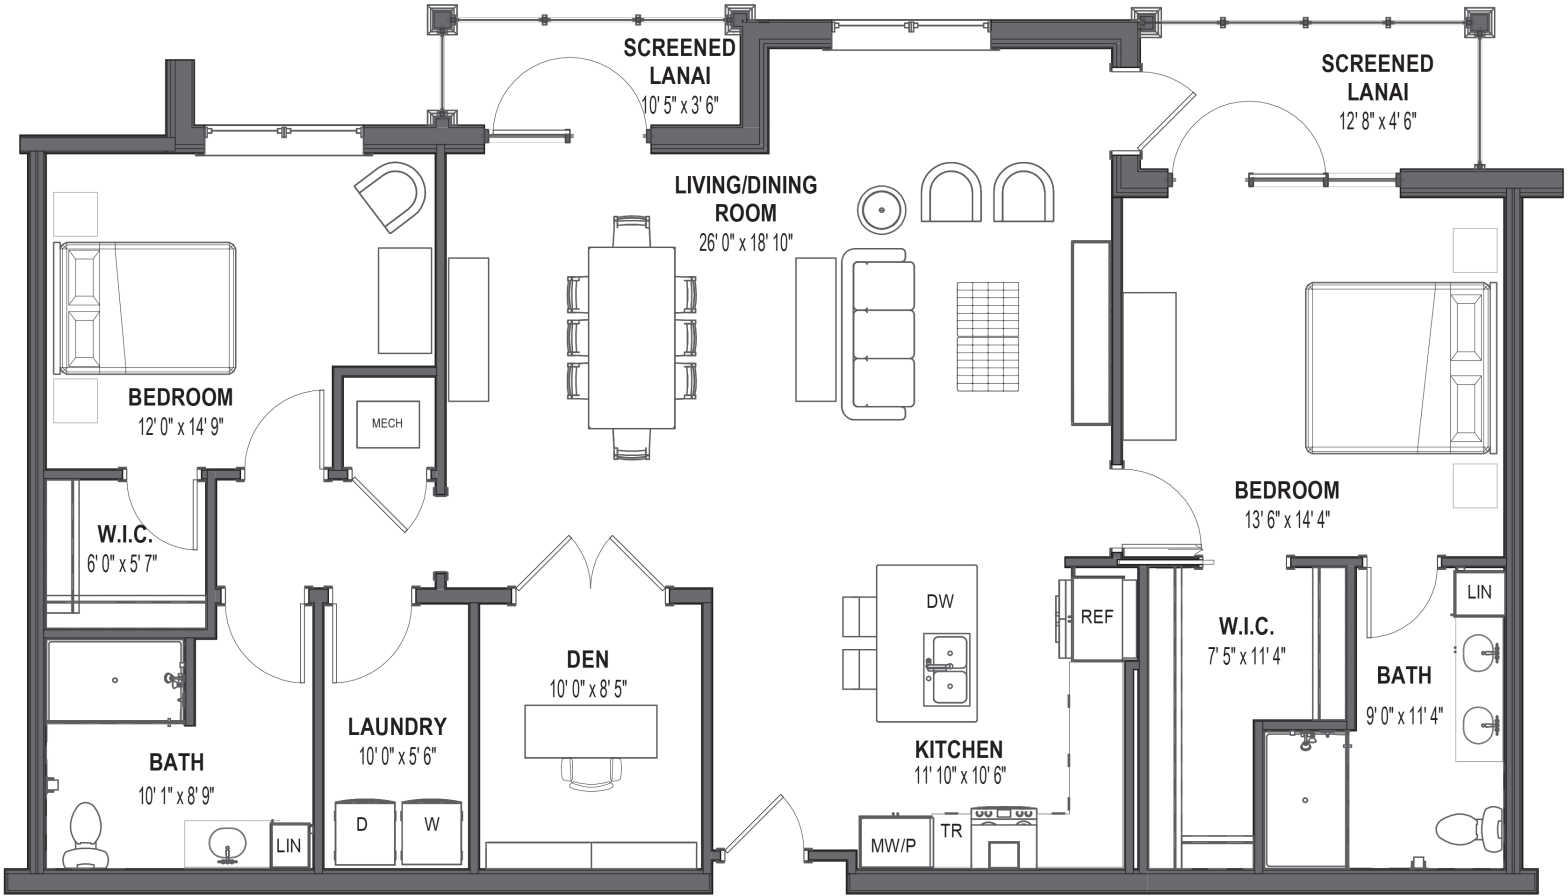 SCREENED
LANAI
10' 5" x 3' 6"
SCREENED
LANAI
12' 8" x 4' 6"
LIVING/DINING
ROOM
26' 0" x 18' 10"
BEDROOM
12' 0" x 14' 9"
MECH
BEDROOM
13' 6" x 14' 4"
W.I.C.
6' 0" x 5' 7"
DW
REF
LIN
W.I.C.
7' 5" x 11' 4"
DEN
10' 0" x 8' 5"
BATH
9' 0" x 11' 4"
LAUNDRY
10' 0" x 5' 6"
KITCHEN
11' 10" x 10' 6"
BATH
10' 1" x 8' 9"
D
W
TR
MW/P
LIN